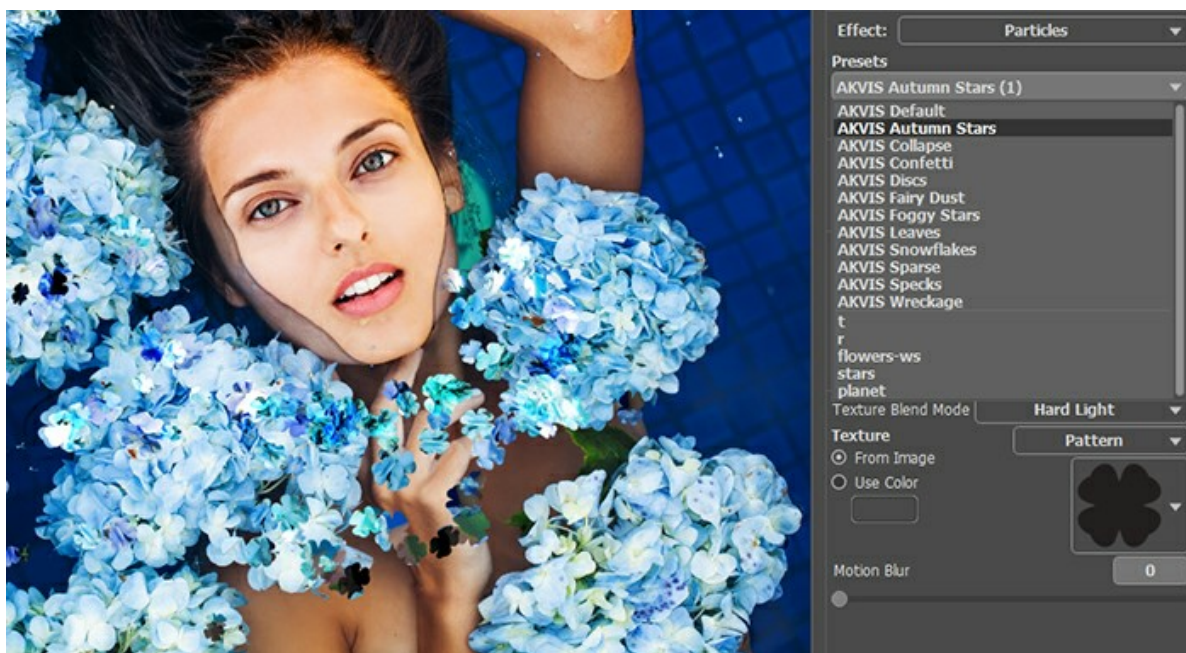 Effect: Particles
Presets
AKVIS Autumn Stars (1)
AKVIS Default
AKVIS Autumn Stars
AKVIS Collapse
AKVIS Confetti
AKVIS Discs
AKVIS Fairy Dust
AKVIS Foggy Stars
AKVIS Leaves
AKVIS Snowflakes
AKVIS Sparse
AKVIS Specks
AKVIS Wreckage
t
r
flowers-ws
stars
planet
Texture Blend Mode Hard Light
Texture Pattern
From Image
Use Color
Motion Blur 0